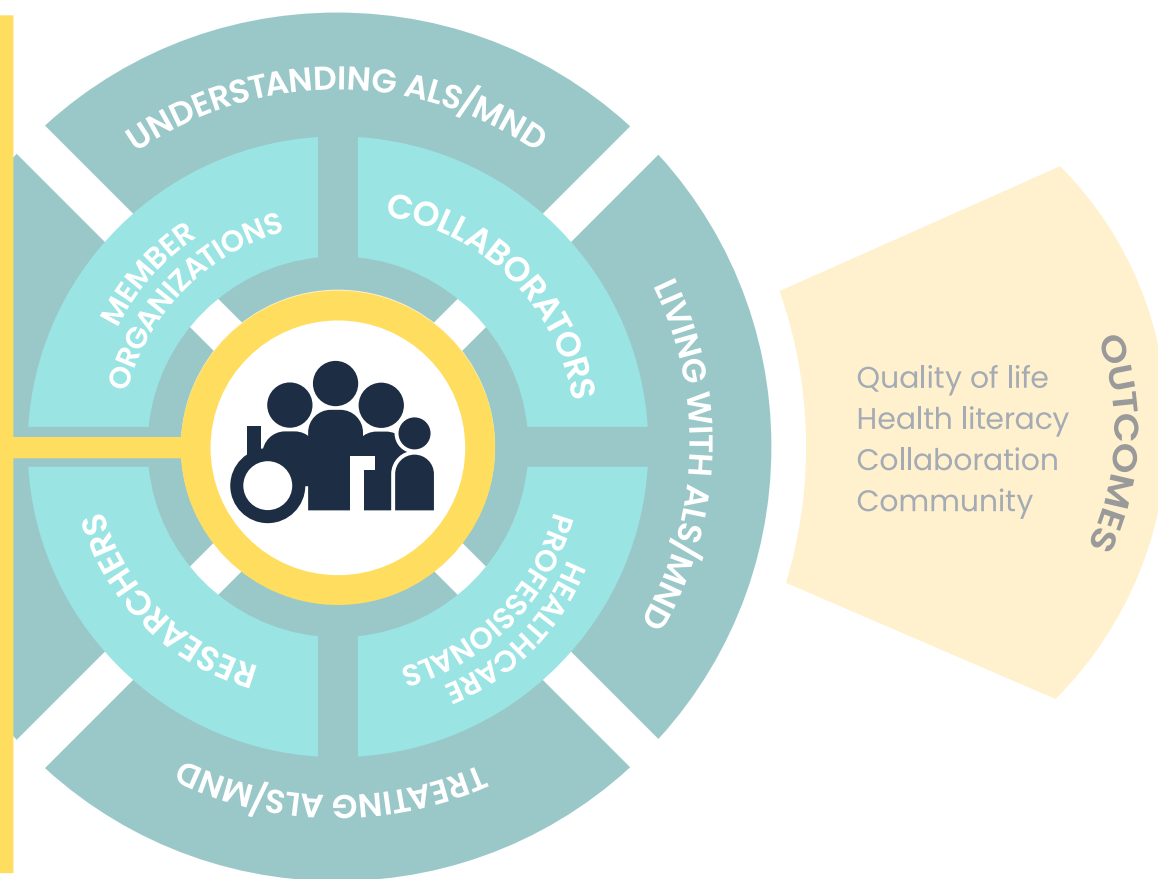 UNDERSTANDING ALS/MND
MEMBER
ORGANIZATIONS
COLLABORATORS
LIVING WITH ALS/MND
HEALTHCARE
PROFESSIONALS
RESEARCHERS
TREATING ALS/MND
Quality of life
Health literacy
Collaboration
Community
OUTCOMES